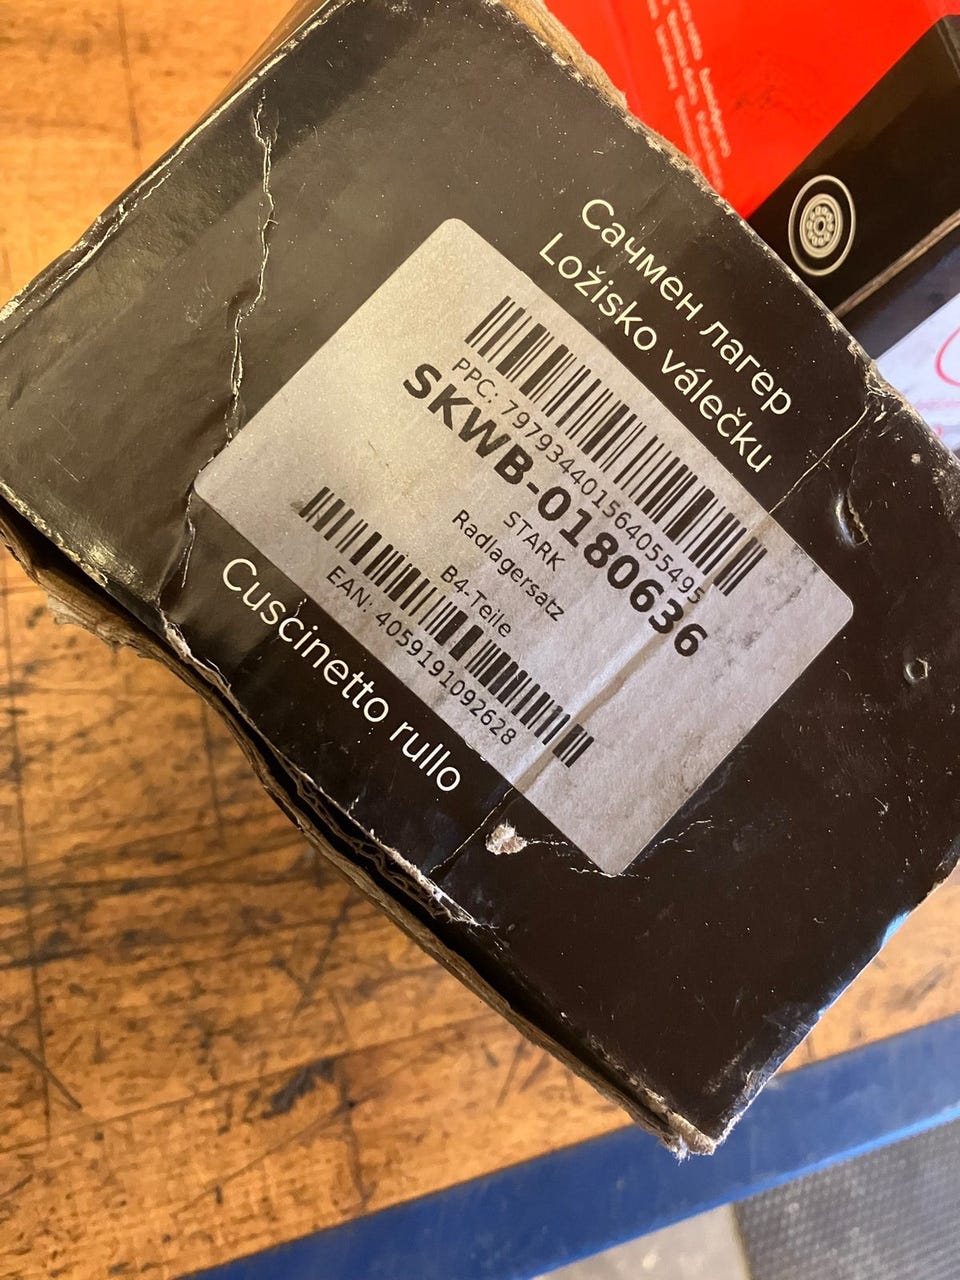 Сачмен лагер
Ložisko válečku
PPC: 7979344015640554​95
SKWB-0180636
STARK
Radlagersatz
B4-Teile
EAN: 4059191092628
Cuscinetto rullo